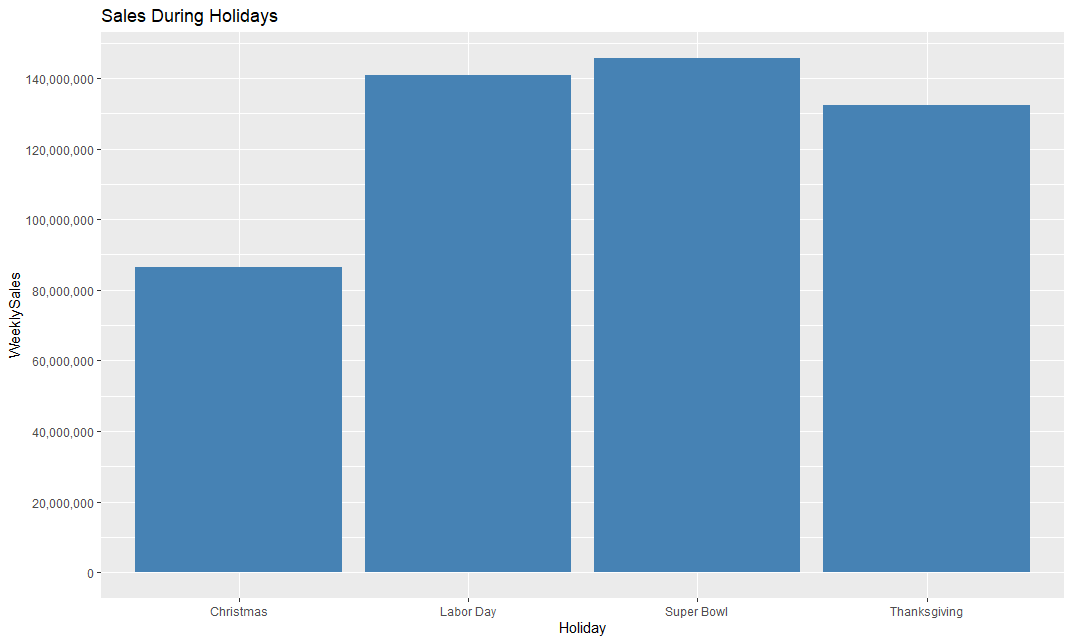 Sales During Holidays
WeeklySales
140,000,000
120,000,000
100,000,000
80,000,000
60,000,000
40,000,000
20,000,000
0
Christmas
Labor Day
Super Bowl
Thanksgiving
Holiday